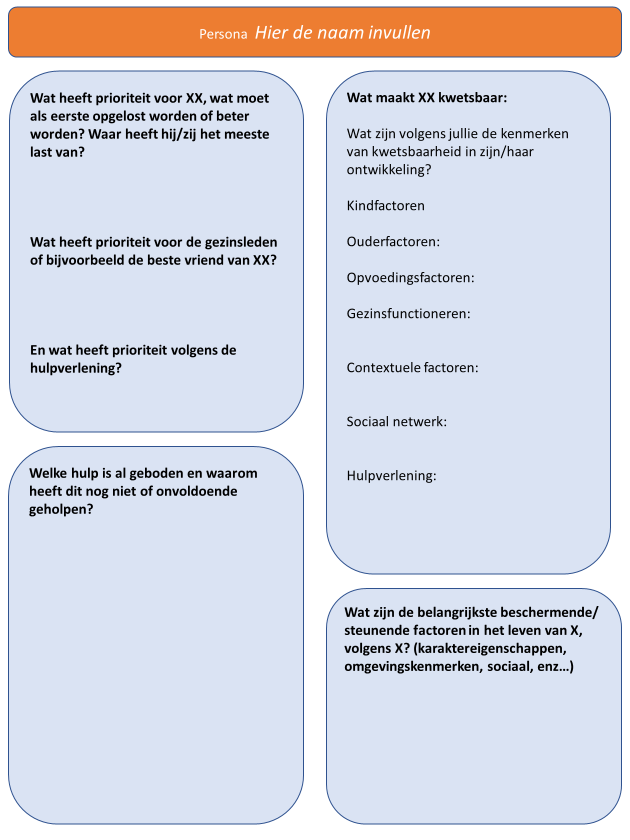 Persona Hier de naam invullen
Wat heeft prioriteit voor XX, wat moet
als eerste opgelost worden of beter
worden? Waar heeft hij/zij het meeste
last van?
Wat heeft prioriteit voor de gezinsleden
of bijvoorbeeld de beste vriend van XX?
En wat heeft prioriteit volgens de
hulpverlening?
Welke hulp is al geboden en waarom
heeft dit nog niet of onvoldoende
geholpen?
Wat maakt XX kwetsbaar:
Wat zijn volgens jullie de kenmerken
van kwetsbaarheid in zijn/haar
ontwikkeling?
Kindfactoren
Ouderfactoren:
Opvoedingsfactoren:
Gezinsfunctioneren:
Contextuele factoren:
Sociaal netwerk:
Hulpverlening:
Wat zijn de belangrijkste beschermende/
steunende factoren in het leven van X,
volgens X? (karaktereigenschappen,
omgevingskenmerken, sociaal, enz…)